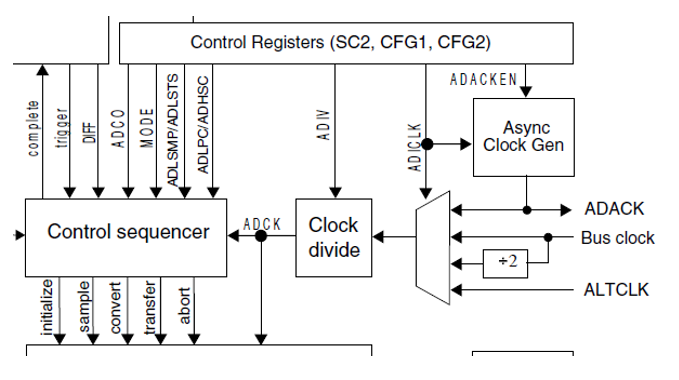 Control Registers (SC2, CFG1, CFG2)
complete
trigger
DIFF
ADCO
MODE
ADLSMP/ADLSTS
ADLPC/ADHSC
ADIV
ADICLK
ADACKEN
Async
Clock Gen
Control sequencer
ADCK
Clock
divide
ADACK
Bus clock
÷2
ALTCLK
initialize
sample
convert
transfer
abort